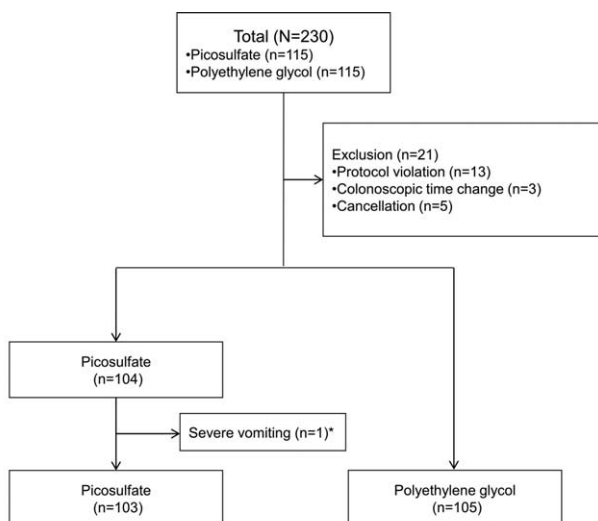 Total (N=230)
•Picosulfate (n=115)
•Polyethylene glycol (n=115)
Exclusion (n=21)
•Protocol violation (n=13)
•Colonoscopic time change (n=3)
•Cancellation (n=5)
Picosulfate
(n=104)
Severe vomiting (n=1)*
Picosulfate
(n=103)
Polyethylene glycol
(n=105)